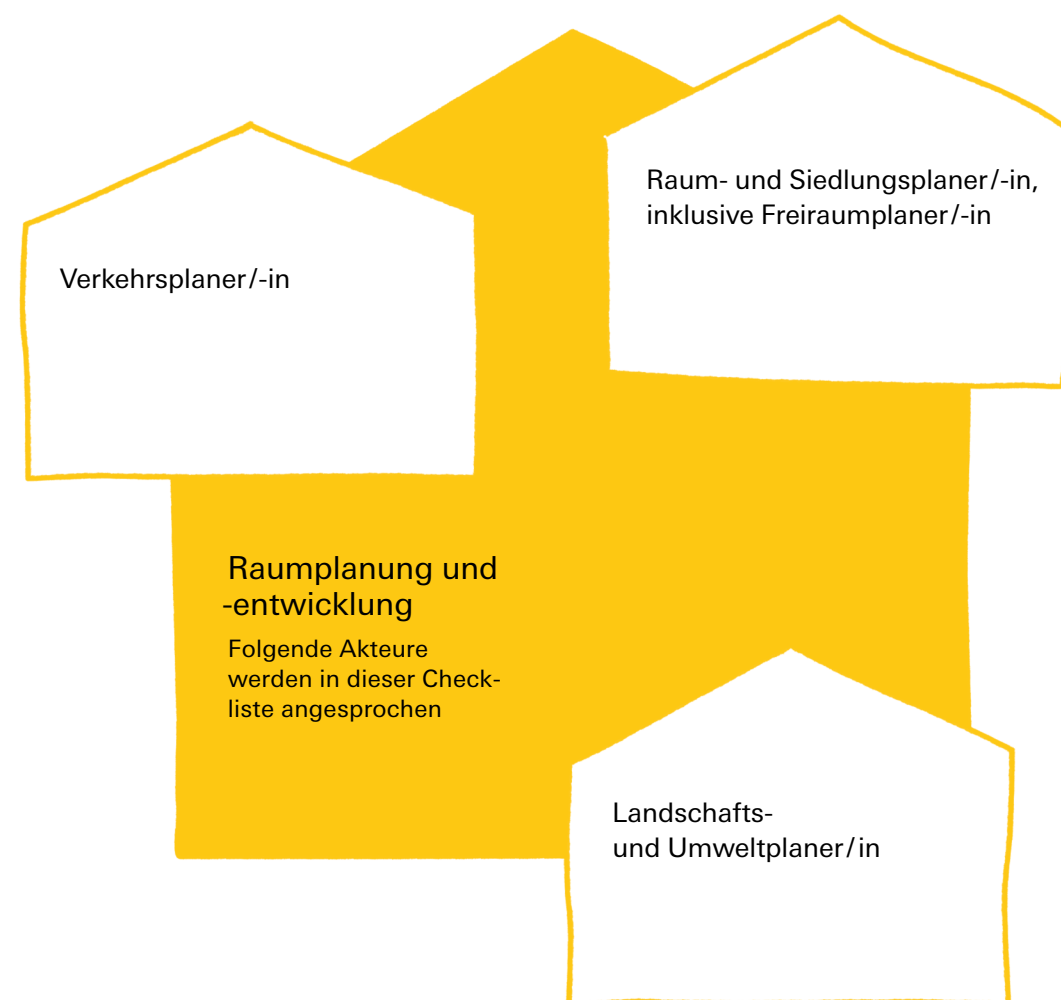 Raum- und Siedlungsplaner/-in,
inklusive Freiraumplaner/-in
Verkehrsplaner/-in
Raumplanung und
-entwicklung
Folgende Akteure
werden in dieser Check-
liste angesprochen
Landschafts-
und Umweltplaner/in